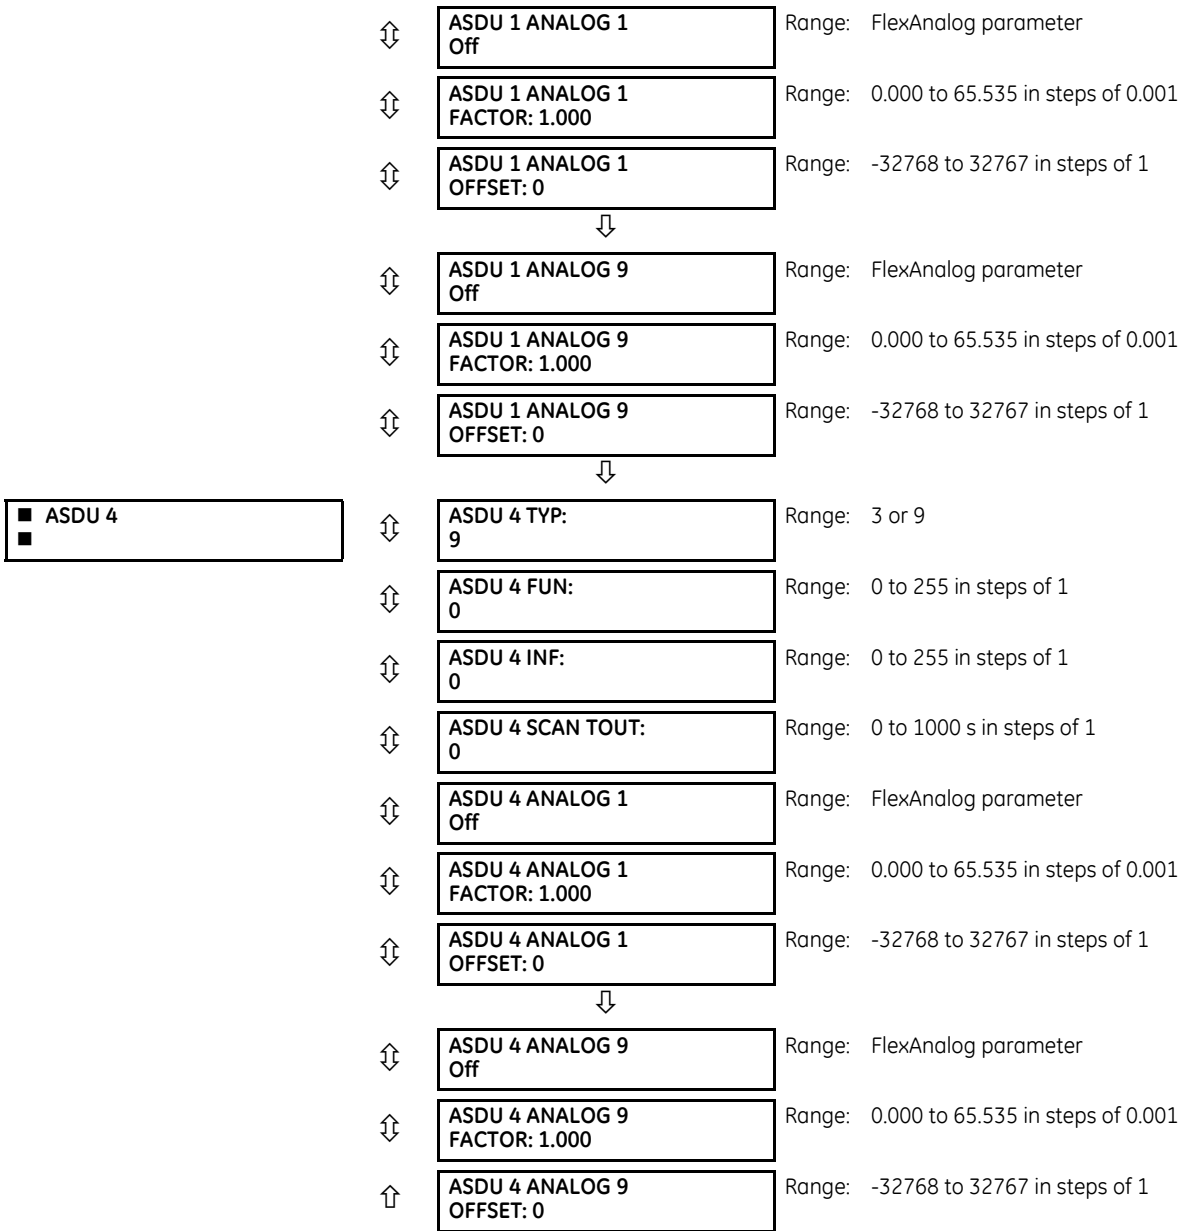 ASDU 1 ANALOG 1 Range: FlexAnalog parameter
Off
ASDU 1 ANALOG 1 Range: 0.000 to 65.535 in steps of 0.001
FACTOR: 1.000
ASDU 1 ANALOG 1 Range: -32768 to 32767 in steps of 1
OFFSET: 0
ASDU 1 ANALOG 9 Range: FlexAnalog parameter
Off
ASDU 1 ANALOG 9 Range: 0.000 to 65.535 in steps of 0.001
FACTOR: 1.000
ASDU 1 ANALOG 9 Range: -32768 to 32767 in steps of 1
OFFSET: 0
■ ASDU 4 ASDU 4 TYP: Range: 3 or 9
■ 9
ASDU 4 FUN: Range: 0 to 255 in steps of 1
0
ASDU 4 INF: Range: 0 to 255 in steps of 1
0
ASDU 4 SCAN TOUT: Range: 0 to 1000 s in steps of 1
0
ASDU 4 ANALOG 1 Range: FlexAnalog parameter
Off
ASDU 4 ANALOG 1 Range: 0.000 to 65.535 in steps of 0.001
FACTOR: 1.000
ASDU 4 ANALOG 1 Range: -32768 to 32767 in steps of 1
OFFSET: 0
ASDU 4 ANALOG 9 Range: FlexAnalog parameter
Off
ASDU 4 ANALOG 9 Range: 0.000 to 65.535 in steps of 0.001
FACTOR: 1.000
ASDU 4 ANALOG 9 Range: -32768 to 32767 in steps of 1
OFFSET: 0